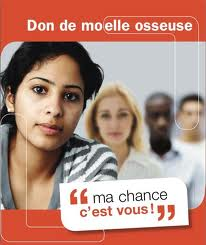 Don de moelle osseuse
“ ma chance
c'est vous ! ”